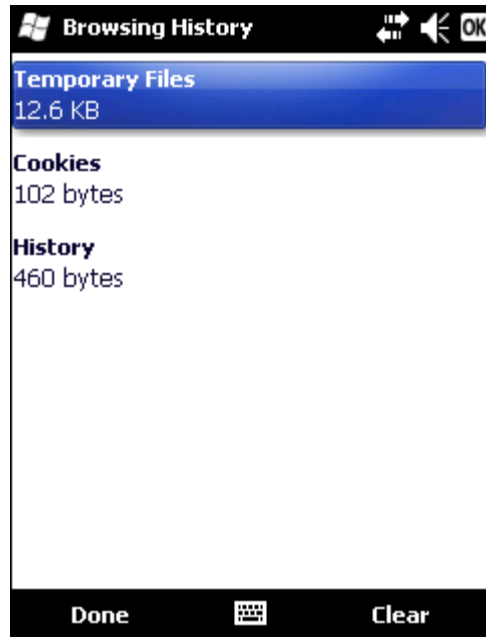 Browsing History
OK
Temporary Files
12.6 KB
Cookies
102 bytes
History
460 bytes
Done
Clear